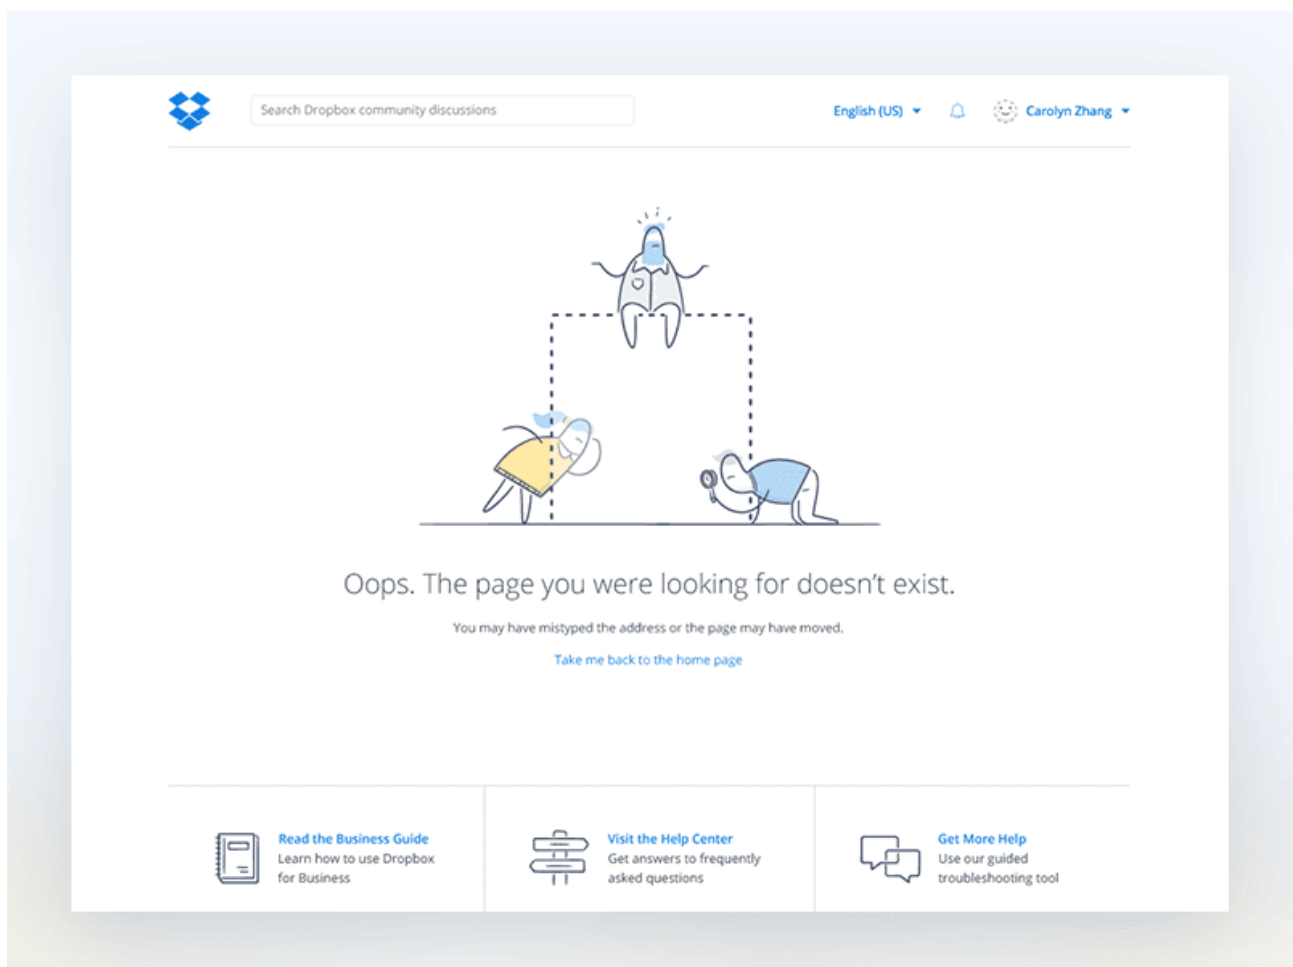 Search Dropbox community discussions
English (US)
Carolyn Zhang
Oops. The page you were looking for doesn't exist.
You may have mistyped the address or the page may have moved.
Take me back to the home page
Read the Business Guide
Learn how to use Dropbox
for Business
Visit the Help Center
Get answers to frequently
asked questions
Get More Help
Use our guided
troubleshooting tool